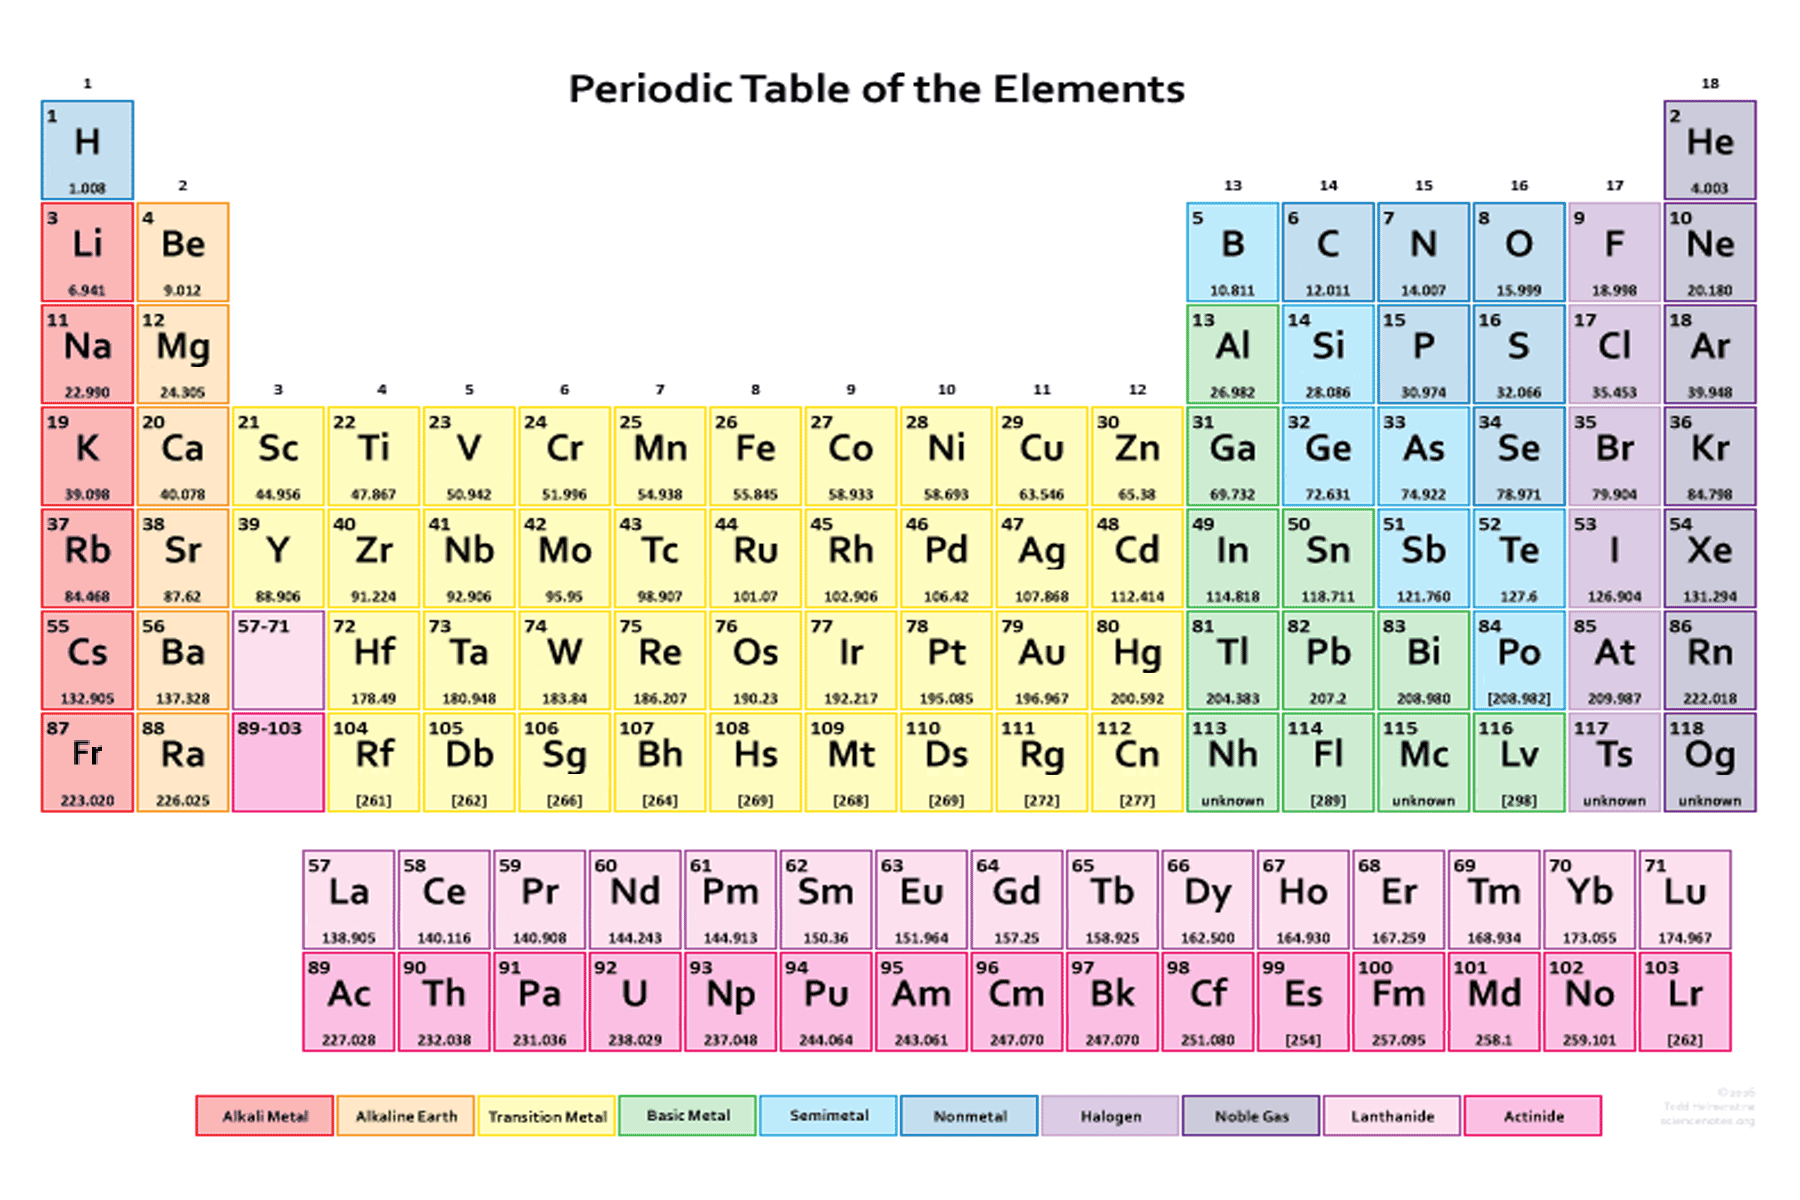 Periodic Table of the Elements
1 18
1 H 1.008 2 He 4.003
2 13 14 15 16 17
3 Li 6.941 4 Be 9.012 5 B 10.811 6 C 12.011 7 N 14.007 8 O 15.999 9 F 18.998 10 Ne 20.180
11 Na 22.990 12 Mg 24.305 13 Al 26.982 14 Si 28.086 15 P 30.974 16 S 32.066 17 Cl 35.453 18 Ar 39.948
3 4 5 6 7 8 9 10 11 12
19 K 39.098 20 Ca 40.078 21 Sc 44.956 22 Ti 47.867 23 V 50.942 24 Cr 51.996 25 Mn 54.938 26 Fe 55.845 27 Co 58.933 28 Ni 58.693 29 Cu 63.546 30 Zn 65.38 31 Ga 69.732 32 Ge 72.631 33 As 74.922 34 Se 78.971 35 Br 79.904 36 Kr 84.798
37 Rb 84.468 38 Sr 87.62 39 Y 88.906 40 Zr 91.224 41 Nb 92.906 42 Mo 95.95 43 Tc 98.907 44 Ru 101.07 45 Rh 102.906 46 Pd 106.42 47 Ag 107.868 48 Cd 112.414 49 In 114.818 50 Sn 118.711 51 Sb 121.760 52 Te 127.6 53 I 126.904 54 Xe 131.294
55 Cs 132.905 56 Ba 137.328 57-71 72 Hf 178.49 73 Ta 180.948 74 W 183.84 75 Re 186.207 76 Os 190.23 77 Ir 192.217 78 Pt 195.085 79 Au 196.967 80 Hg 200.592 81 Tl 204.383 82 Pb 207.2 83 Bi 208.980 84 Po [208.982] 85 At 209.987 86 Rn 222.018
87 Fr 223.020 88 Ra 226.025 89-103 104 Rf [261] 105 Db [262] 106 Sg [266] 107 Bh [264] 108 Hs [269] 109 Mt [268] 110 Ds [269] 111 Rg [272] 112 Cn [277] 113 Nh unknown 114 Fl [289] 115 Mc unknown 116 Lv [298] 117 Ts unknown 118 Og unknown
57 La 138.905 58 Ce 140.116 59 Pr 140.908 60 Nd 144.243 61 Pm 144.913 62 Sm 150.36 63 Eu 151.964 64 Gd 157.25 65 Tb 158.925 66 Dy 162.500 67 Ho 164.930 68 Er 167.259 69 Tm 168.934 70 Yb 173.055 71 Lu 174.967
89 Ac 227.028 90 Th 232.038 91 Pa 231.036 92 U 238.029 93 Np 237.048 94 Pu 244.064 95 Am 243.061 96 Cm 247.070 97 Bk 247.070 98 Cf 251.080 99 Es [254] 100 Fm 257.095 101 Md 258.1 102 No 259.101 103 Lr [262]
Alkali Metal Alkaline Earth Transition Metal Basic Metal Semimetal Nonmetal Halogen Noble Gas Lanthanide Actinide
Todd
sciencenotes.org